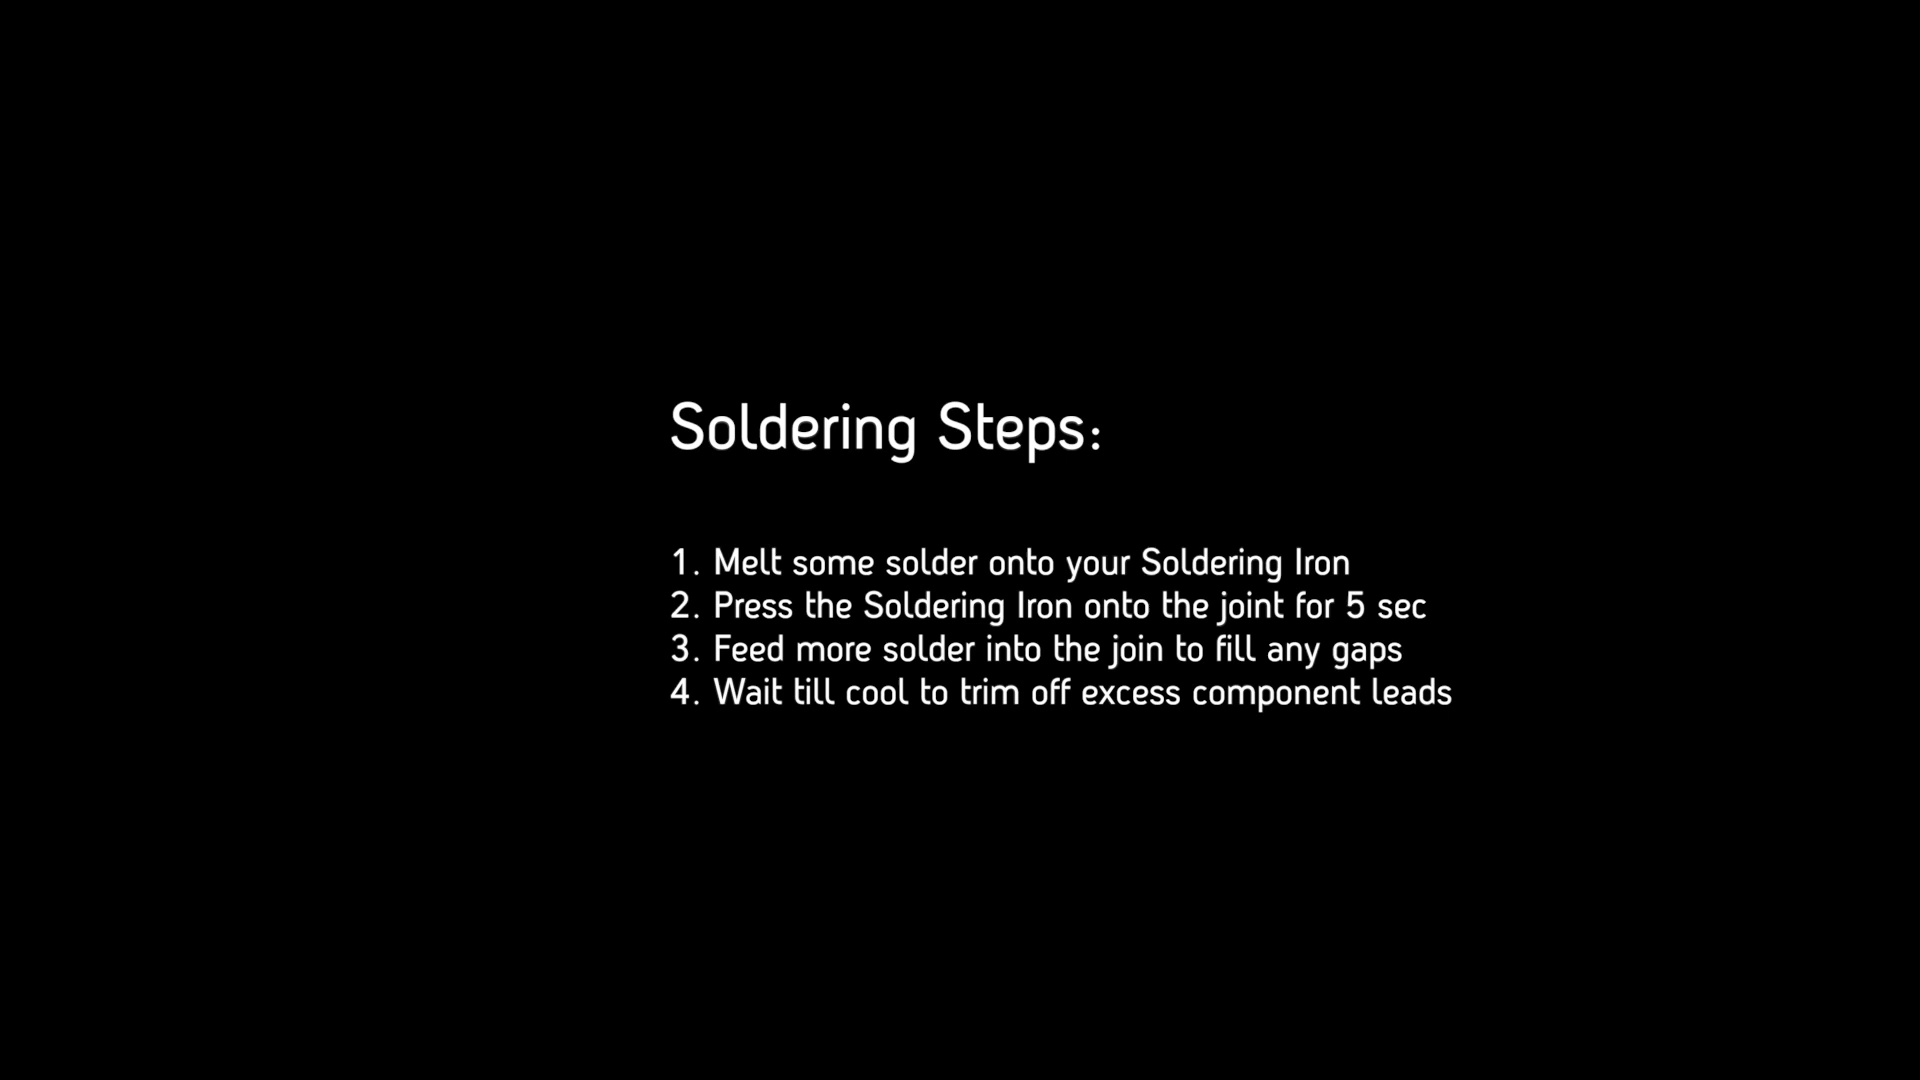 Soldering Steps:
1. Melt some solder onto your Soldering Iron
2. Press the Soldering Iron onto the joint for 5 sec
3. Feed more solder into the join to fill any gaps
4. Wait till cool to trim off excess component leads